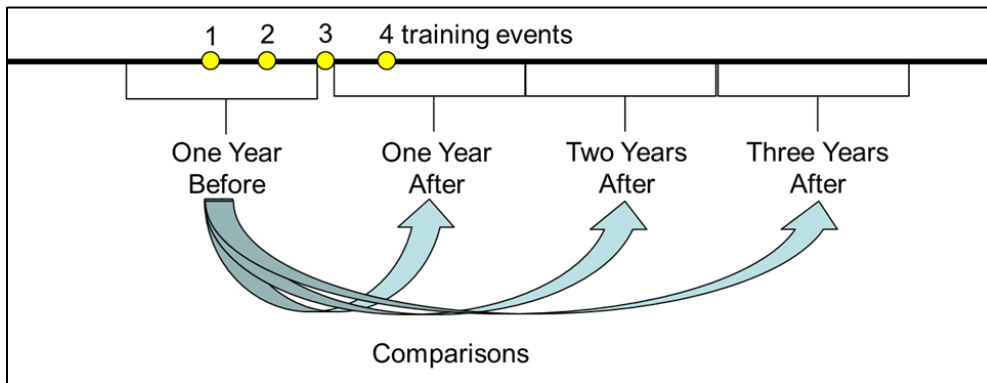 1 2 3 4 training events
One Year
Before
One Year
After
Two Years
After
Three Years
After
Comparisons